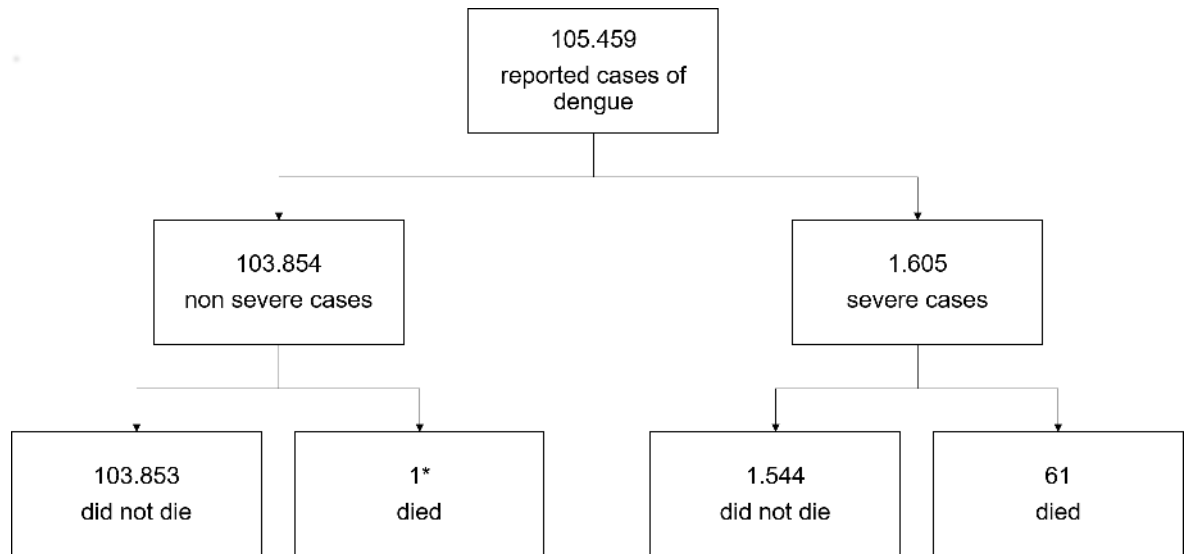 105.459
reported cases of
dengue
103.854
non severe cases
1.605
severe cases
103.853
did not die
1*
died
1.544
did not die
61
died